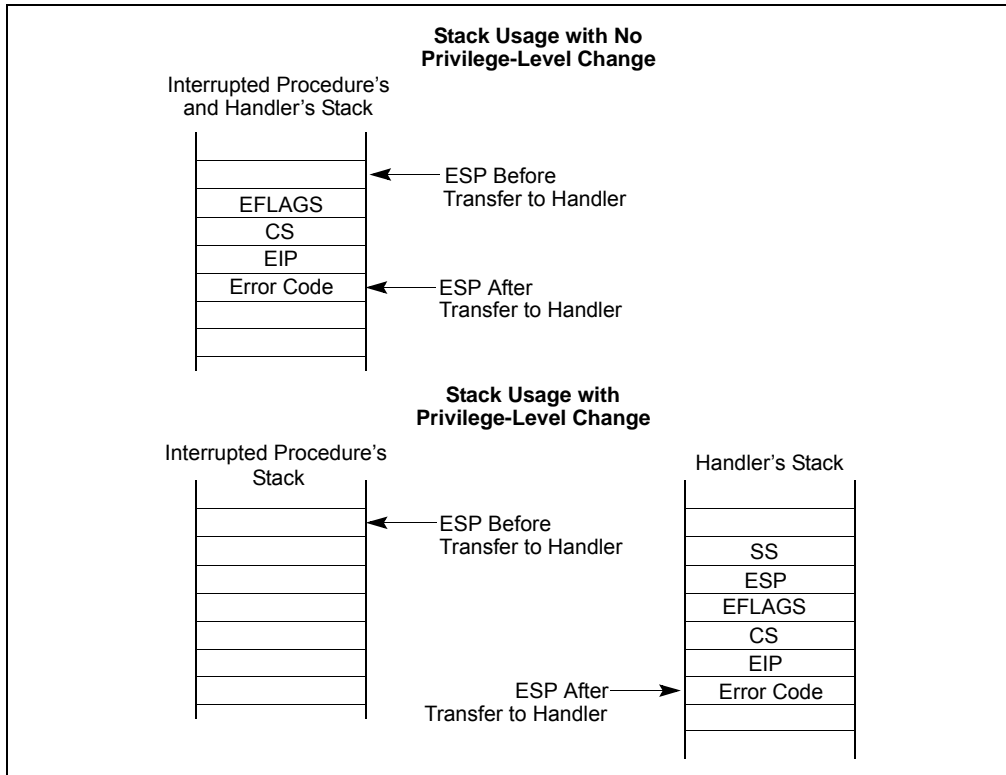 Stack Usage with No
Privilege-Level Change
Interrupted Procedure’s
and Handler’s Stack
ESP Before
Transfer to Handler
EFLAGS
CS
EIP
Error Code
ESP After
Transfer to Handler
Stack Usage with
Privilege-Level Change
Interrupted Procedure’s
Stack
Handler’s Stack
ESP Before
Transfer to Handler
SS
ESP
EFLAGS
CS
EIP
ESP After
Transfer to Handler
Error Code